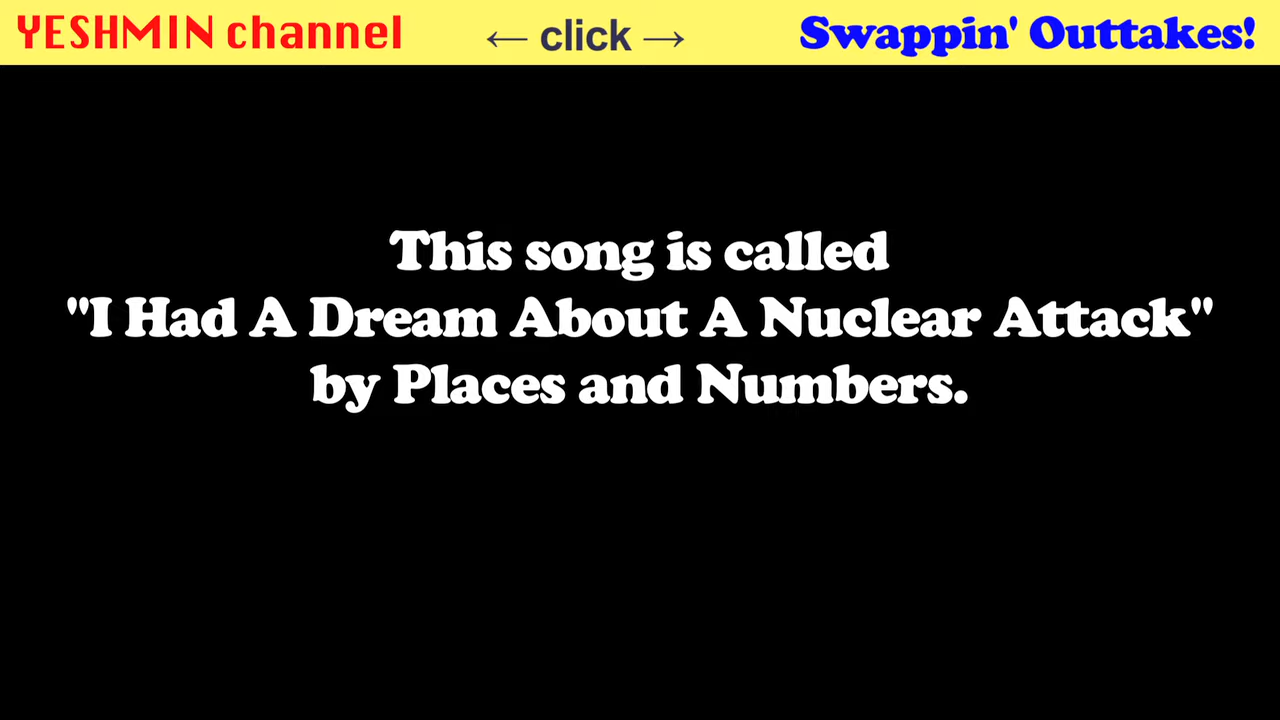 YESHMIN channel ← click → Swappin' Outtakes!
This song is called
"I Had A Dream About A Nuclear Attack"
by Places and Numbers.